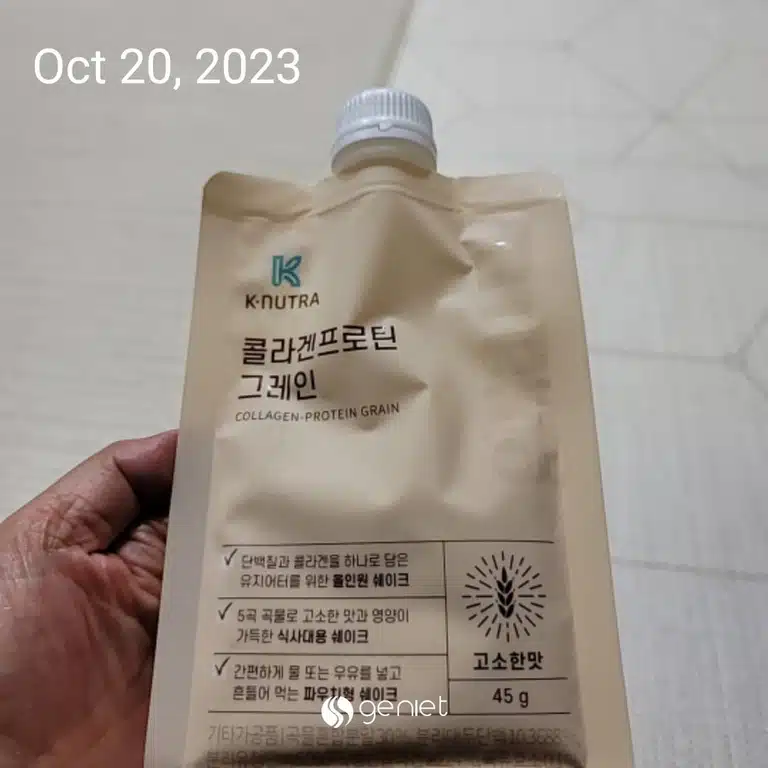 Oct 20, 2023
K-NUTRA
콜라겐프로틴
그레인
COLLAGEN-PROTEIN GRAIN
단백질과 콜라겐을 하나로 담은
유지어터를 위한 올인원 쉐이크
5곡 곡물로 고소한 맛과 영양이
가득한 식사대용 쉐이크
간편하게 물 또는 우유를 넣고
흔들어 먹는 파우치형 쉐이크
고소한맛
45 g
geniet
기타가공품